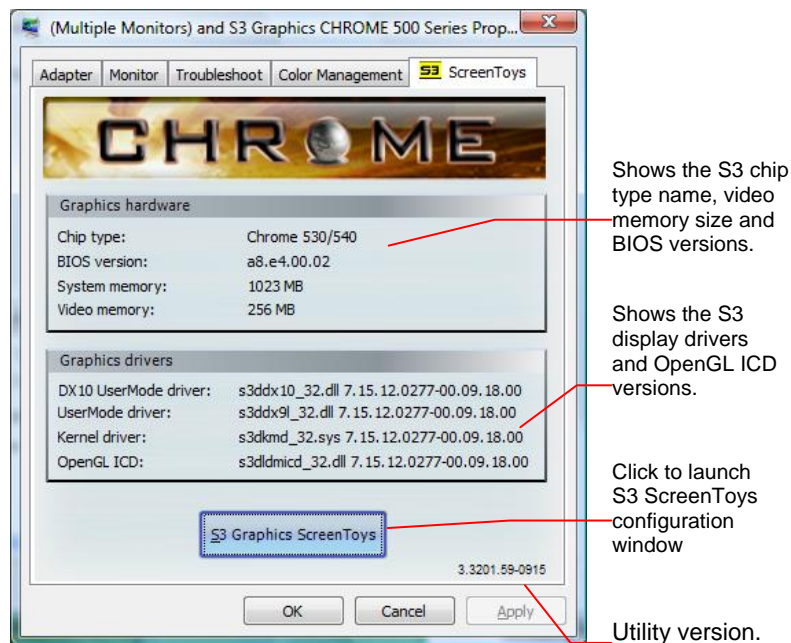 (Multiple Monitors) and S3 Graphics CHROME 500 Series Prop...
Adapter Monitor Troubleshoot Color Management S3 ScreenToys
CHROME
Graphics hardware
Chip type: Chrome 530/540
BIOS version: a8.e4.00.02
System memory: 1023 MB
Video memory: 256 MB
Graphics drivers
DX10 UserMode driver: s3ddx10_32.dll 7.15.12.0277-00.09.18.00
UserMode driver: s3ddx9l_32.dll 7.15.12.0277-00.09.18.00
Kernel driver: s3dkmd_32.sys 7.15.12.0277-00.09.18.00
OpenGL ICD: s3dldmicd_32.dll 7.15.12.0277-00.09.18.00
S3 Graphics ScreenToys
3.3201.59-0915
OK Cancel Apply
Shows the S3 chip
type name, video
memory size and
BIOS versions.
Shows the S3
display drivers
and OpenGL ICD
versions.
Click to launch
S3 ScreenToys
configuration
window
Utility version.